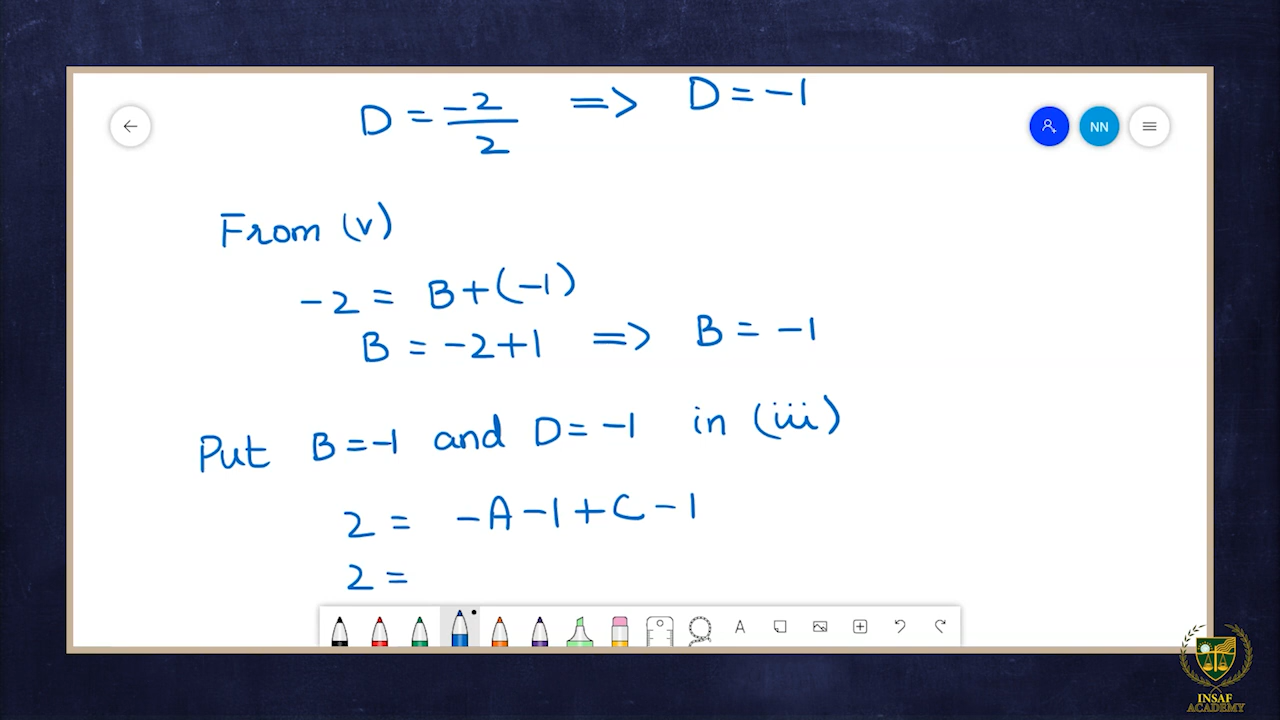 D = -2/2 => D = -1
NN
From (v)
-2 = B+(-1)
B = -2+1 => B = -1
Put B=-1 and D=-1 in (iii)
2 = -A-1+C-1
2 =
A
INSAF
ACADEMY